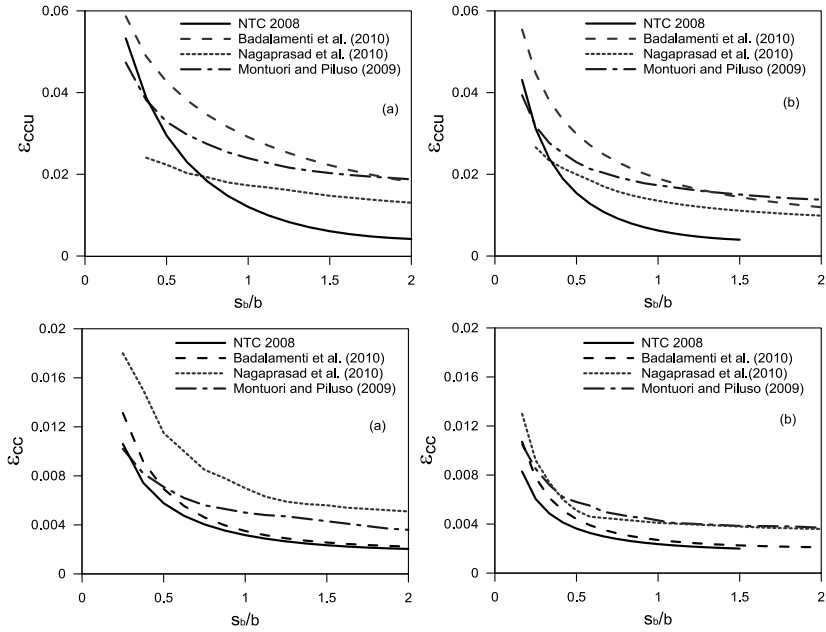 0.06
0.04
0.02
0
εccu
0
0.5
1
1.5
2
sb/b
NTC 2008
Badalamenti et al. (2010)
Nagaprasad et al. (2010)
Montuori and Piluso (2009)
(a)
0.06
0.04
0.02
0
εccu
0
0.5
1
1.5
2
sb/b
NTC 2008
Badalamenti et al. (2010)
Nagaprasad et al. (2010)
Montuori and Piluso (2009)
(b)
0.02
0.016
0.012
0.008
0.004
0
εcc
0
0.5
1
1.5
2
sb/b
NTC 2008
Badalamenti et al. (2010)
Nagaprasad et al. (2010)
Montuori and Piluso (2009)
(a)
0.02
0.016
0.012
0.008
0.004
0
εcc
0
0.5
1
1.5
2
sb/b
NTC 2008
Badalamenti et al. (2010)
Nagaprasad et al.(2010)
Montuori and Piluso (2009)
(b)